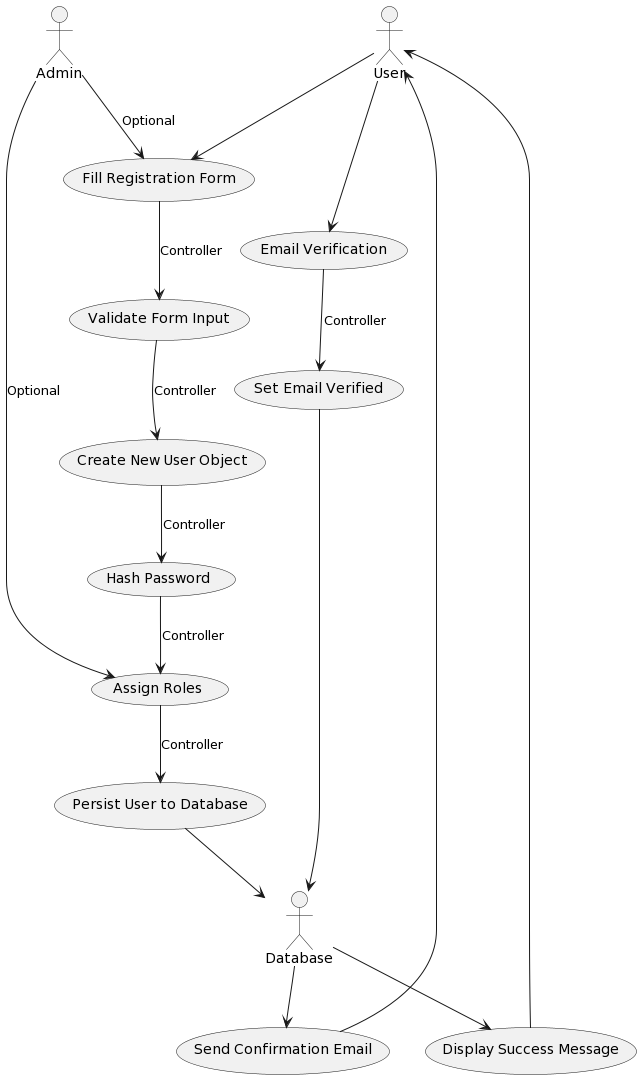 Admin
User
Optional
Fill Registration Form
Controller
Email Verification
Validate Form Input
Controller
Optional
Controller
Set Email Verified
Create New User Object
Controller
Hash Password
Controller
Assign Roles
Controller
Persist User to Database
Database
Send Confirmation Email
Display Success Message